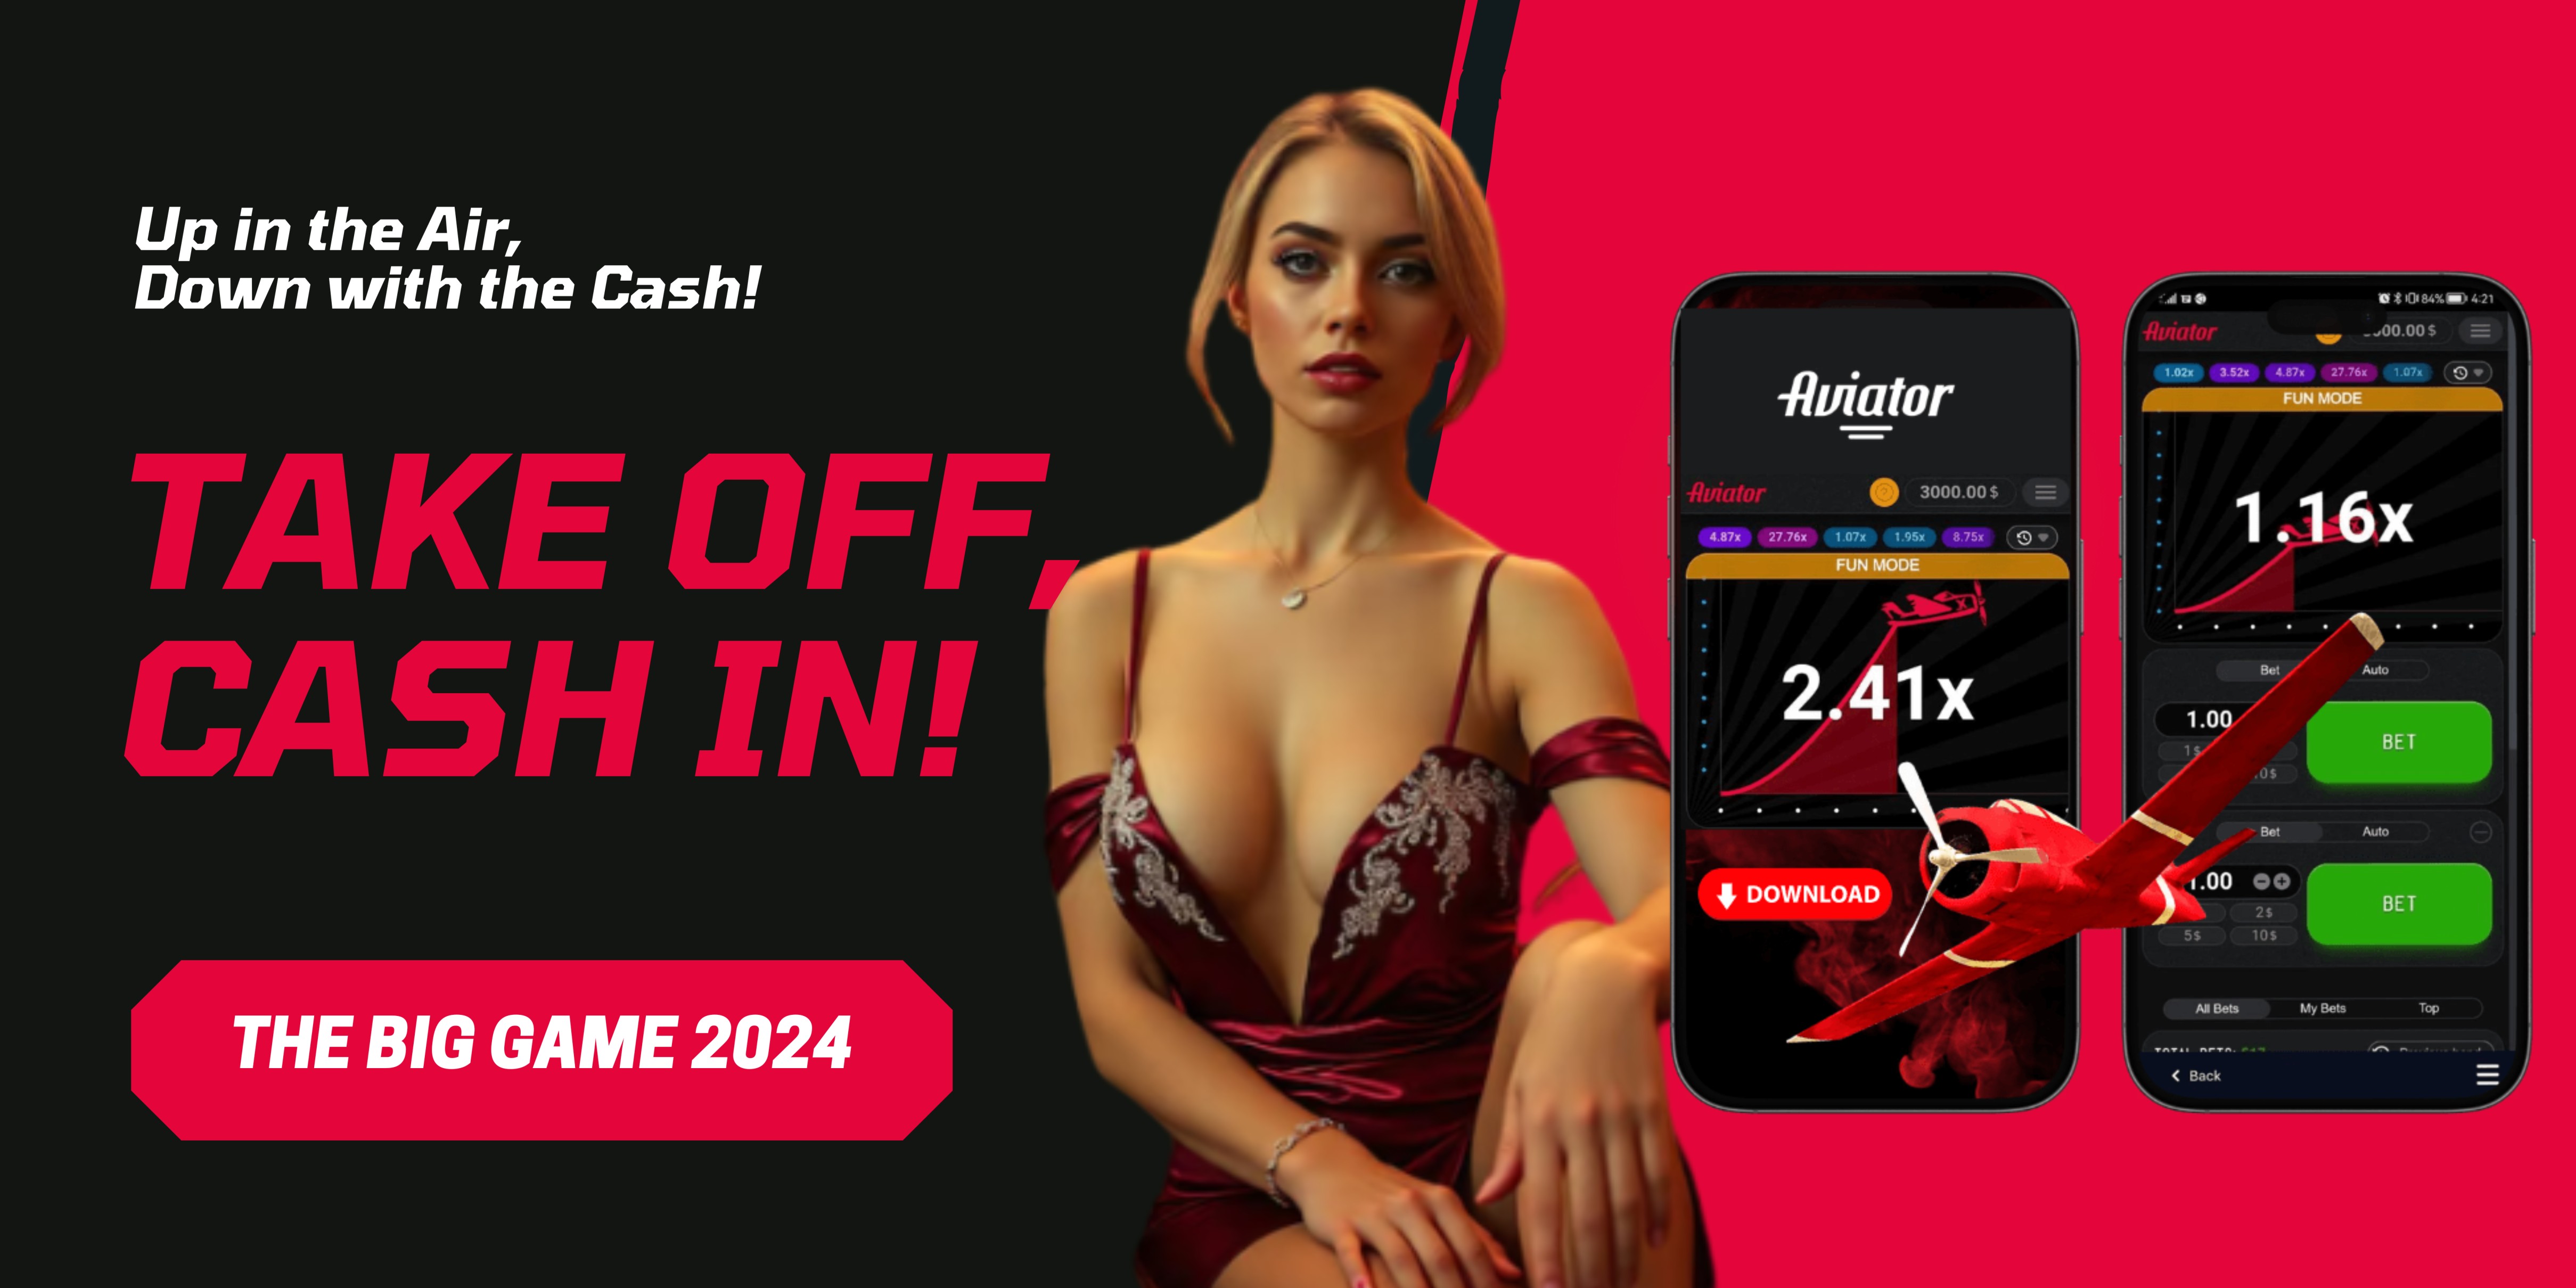 Up in the Air,
Down with the Cash!
TAKE OFF,
CASH IN!
THE BIG GAME 2024
Aviator
Aviator
3000.00 $
4.87x 27.76x 1.07x 1.95x 8.75x
FUN MODE
2.41x
DOWNLOAD
84% 4:21
Aviator
1.02x 3.52x 4.87x 27.76x 1.07x
FUN MODE
1.16x
Bet Auto
1.00
BET
Bet Auto
1.00
BET
2$
5$ 10$
All Bets My Bets Top
Back